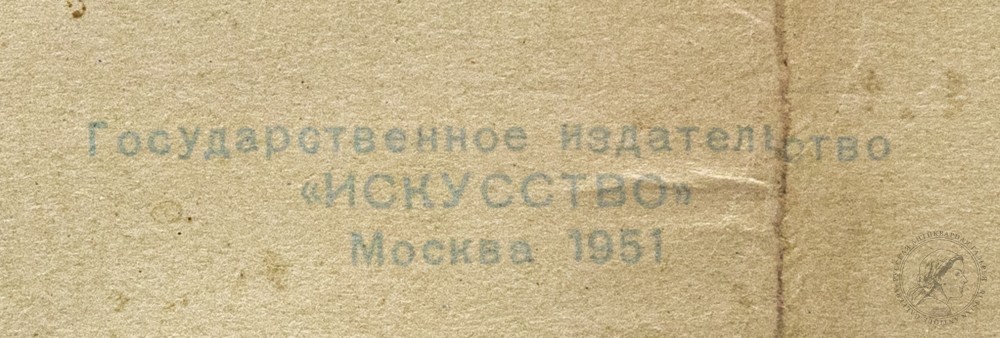 Государственное издательство
«ИСКУССТВО»
Москва 1951